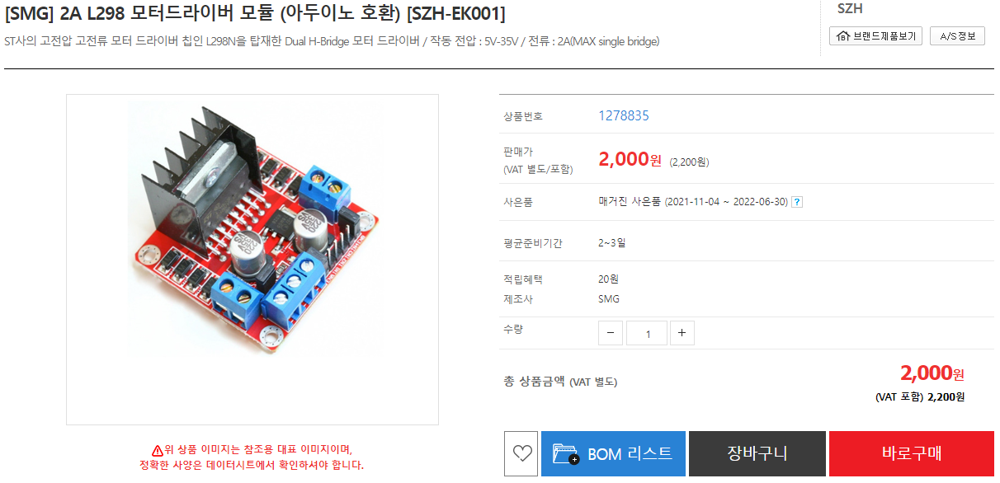 [SMG] 2A L298 모터드라이버 모듈 (아두이노 호환) [SZH-EK001]
ST사의 고전압 고전류 모터 드라이버 칩인 L298N을 탑재한 Dual H-Bridge 모터 드라이버 / 작동 전압 : 5V-35V / 전류 : 2A(MAX single bridge)
SZH
브랜드제품보기
A/S정보
상품번호 1278835
판매가
(VAT 별도/포함) 2,000원 (2,200원)
사은품 매거진 사은품 (2021-11-04 ~ 2022-06-30) ?
평균준비기간 2~3일
적립혜택 20원
제조사 SMG
수량 − 1 +
총 상품금액 (VAT 별도) 2,000원
(VAT 포함) 2,200원
위 상품 이미지는 참조용 대표 이미지이며,
정확한 사양은 데이터시트에서 확인하셔야 합니다.
BOM 리스트
장바구니
바로구매